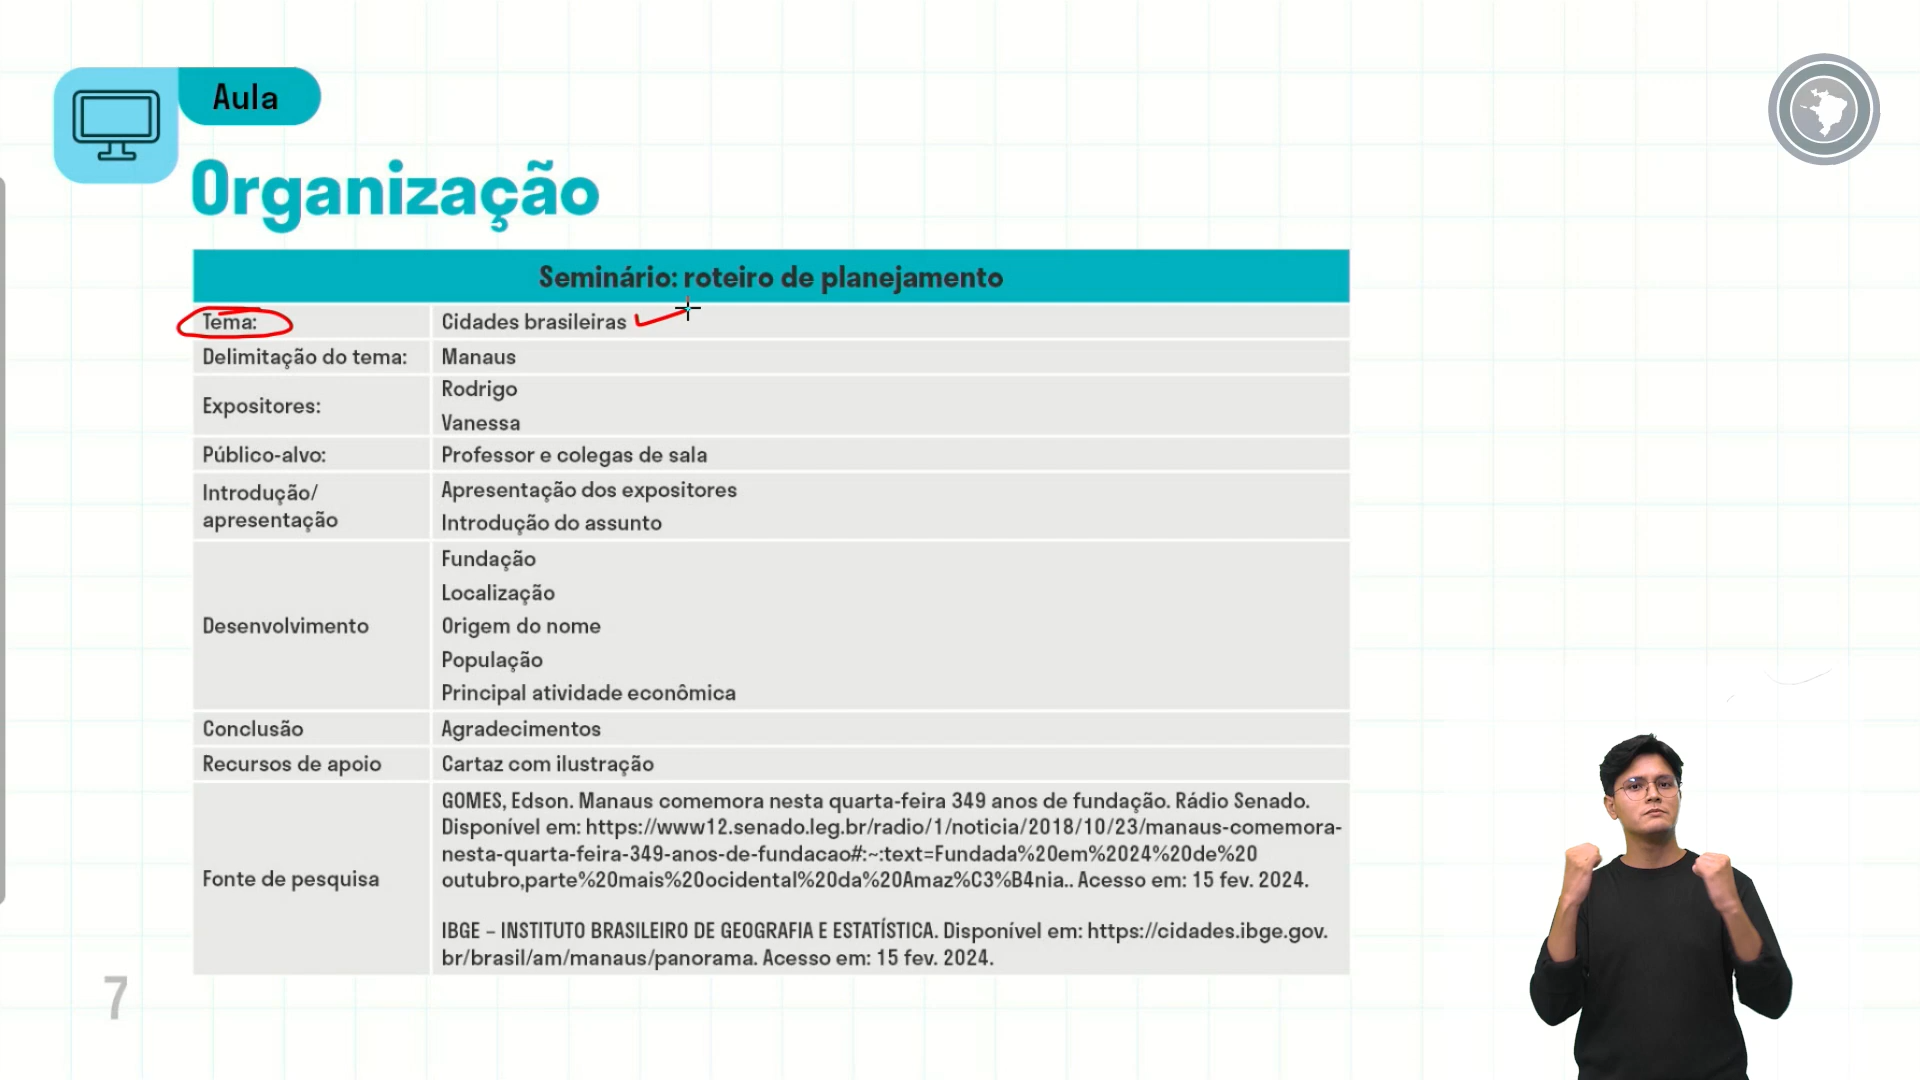 Aula
Organização
Seminário: roteiro de planejamento
Tema:
Cidades brasileiras
Delimitação do tema:
Manaus
Expositores:
Rodrigo
Vanessa
Público-alvo:
Professor e colegas de sala
Introdução/
apresentação
Apresentação dos expositores
Introdução do assunto
Desenvolvimento
Fundação
Localização
Origem do nome
População
Principal atividade econômica
Conclusão
Agradecimentos
Recursos de apoio
Cartaz com ilustração
Fonte de pesquisa
GOMES, Edson. Manaus comemora nesta quarta-feira 349 anos de fundação. Rádio Senado.
Disponível em: https://www12.senado.leg.br/radio/1/noticia/2018/10/23/manaus-comemora-
nesta-quarta-feira-349-anos-de-fundacao#:~:text=Fundada%20em%2024%20de%20
outubro,parte%20mais%20ocidental%20da%20Amaz%C3%B4nia.. Acesso em: 15 fev. 2024.
IBGE – INSTITUTO BRASILEIRO DE GEOGRAFIA E ESTATÍSTICA. Disponível em: https://cidades.ibge.gov.
br/brasil/am/manaus/panorama. Acesso em: 15 fev. 2024.
7